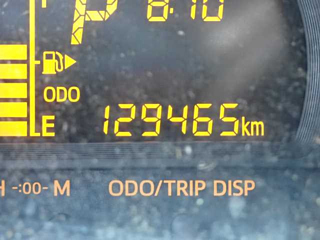 P 8:10
ODO
E 129465km
H -:00- M ODO/TRIP DISP